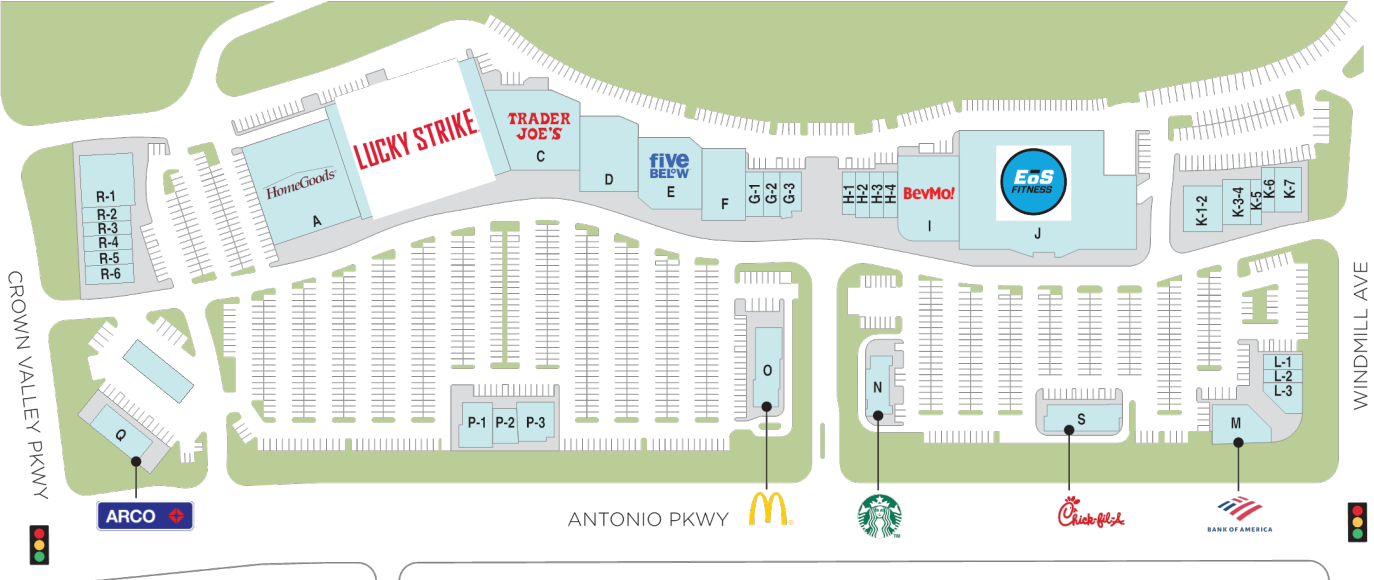 LUCKY STRIKE
TRADER
JOE'S
C
D
five
BEL°W
E
F
G-1
G-2
G-3
H-1
H-2
H-3
H-4
BevMo!
I
EōS
FITNESS
J
K-1-2
K-3-4
K-5
K-6
K-7
HomeGoods
A
R-1
R-2
R-3
R-4
R-5
R-6
CROWN VALLEY PKWY
WINDMILL AVE
O
N
L-1
L-2
L-3
P-1
P-2
P-3
S
M
Q
ARCO
ANTONIO PKWY
Chick-fil-A
BANK OF AMERICA